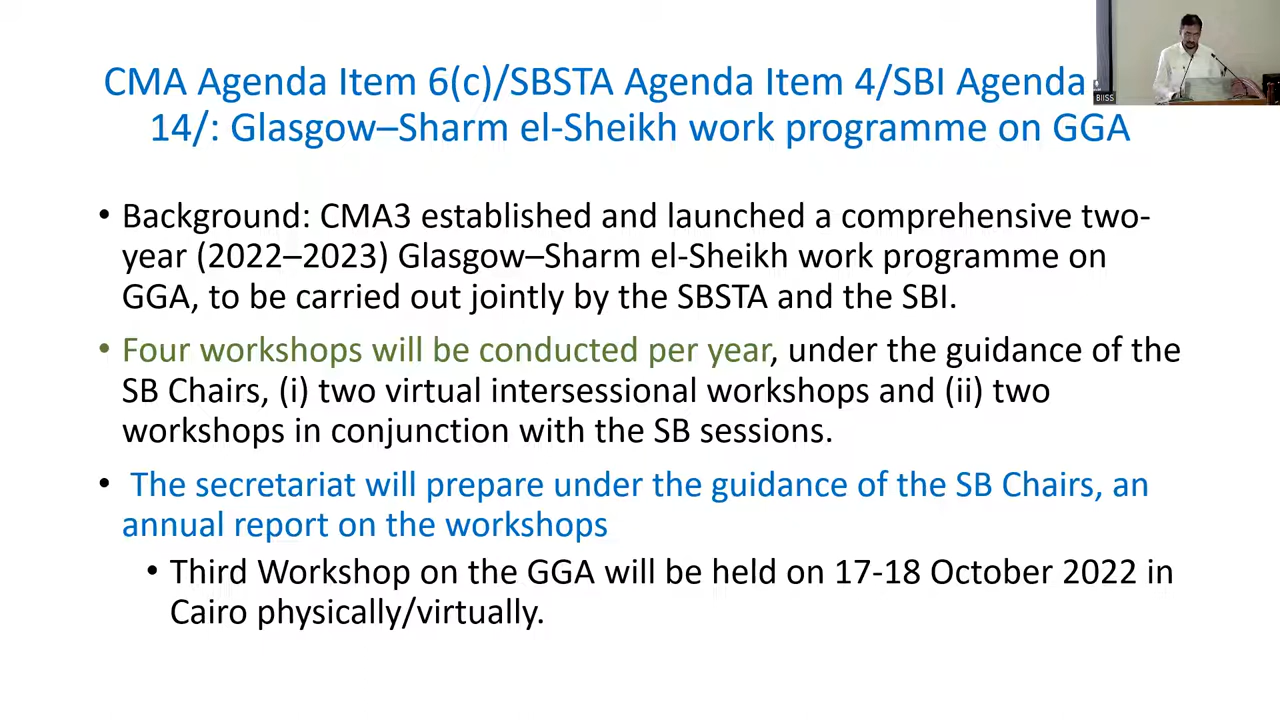 CMA Agenda Item 6(c)/SBSTA Agenda Item 4/SBI Agenda
14/: Glasgow–Sharm el-Sheikh work programme on GGA
• Background: CMA3 established and launched a comprehensive two-
year (2022–2023) Glasgow–Sharm el-Sheikh work programme on
GGA, to be carried out jointly by the SBSTA and the SBI.
• Four workshops will be conducted per year, under the guidance of the
SB Chairs, (i) two virtual intersessional workshops and (ii) two
workshops in conjunction with the SB sessions.
• The secretariat will prepare under the guidance of the SB Chairs, an
annual report on the workshops
• Third Workshop on the GGA will be held on 17-18 October 2022 in
Cairo physically/virtually.
BIISS